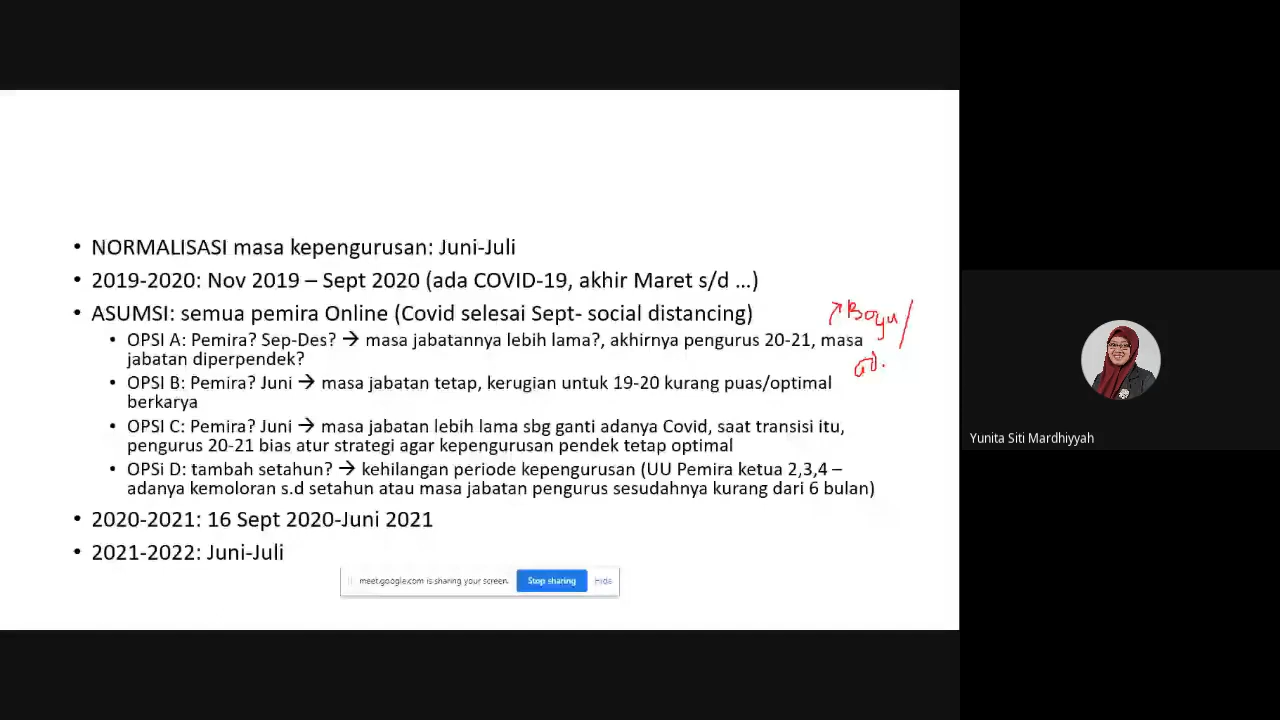 • NORMALISASI masa kepengurusan: Juni-Juli
• 2019-2020: Nov 2019 – Sept 2020 (ada COVID-19, akhir Maret s/d ...)
• ASUMSI: semua pemira Online (Covid selesai Sept- social distancing)
• OPSI A: Pemira? Sep-Des? → masa jabatannya lebih lama?, akhirnya pengurus 20-21, masa
jabatan diperpendek?
• OPSI B: Pemira? Juni → masa jabatan tetap, kerugian untuk 19-20 kurang puas/optimal
berkarya
• OPSI C: Pemira? Juni → masa jabatan lebih lama sbg ganti adanya Covid, saat transisi itu,
pengurus 20-21 bias atur strategi agar kepengurusan pendek tetap optimal
• OPSi D: tambah setahun? → kehilangan periode kepengurusan (UU Pemira ketua 2,3,4 –
adanya kemoloran s.d setahun atau masa jabatan pengurus sesudahnya kurang dari 6 bulan)
• 2020-2021: 16 Sept 2020-Juni 2021
• 2021-2022: Juni-Juli
meet.google.com is sharing your screen. Stop sharing Hide
Yunita Siti Mardhiyyah